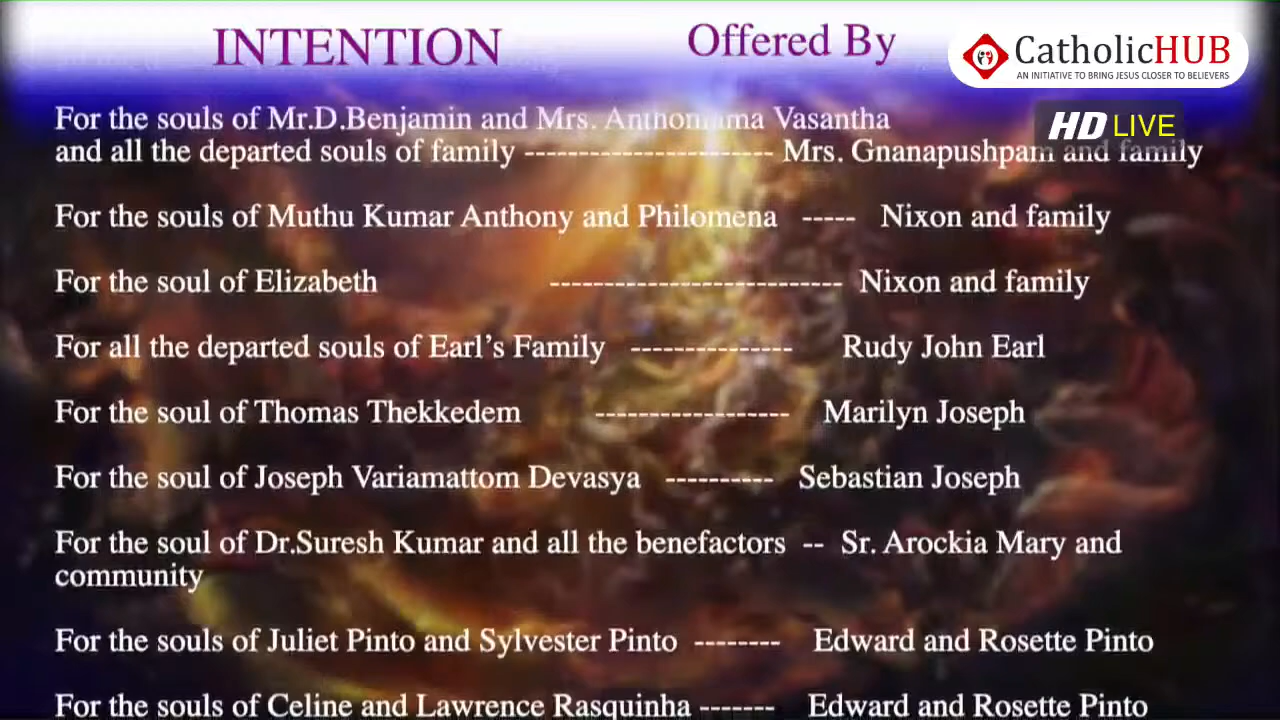 INTENTION Offered By
CatholicHUB
AN INITIATIVE TO BRING JESUS CLOSER TO BELIEVERS
HD LIVE
For the souls of Mr.D.Benjamin and Mrs. Vasantha
and all the departed souls of family ----------------------- Mrs. Gnanapushpam and family
For the souls of Muthu Kumar Anthony and Philomena ----- Nixon and family
For the soul of Elizabeth --------------------------- Nixon and family
For all the departed souls of Earl's Family --------------- Rudy John Earl
For the soul of Thomas Thekkedem ------------------ Marilyn Joseph
For the soul of Joseph Variamattom Devasya ---------- Sebastian Joseph
For the soul of Dr.Suresh Kumar and all the benefactors -- Sr. Arockia Mary and
community
For the souls of Juliet Pinto and Sylvester Pinto -------- Edward and Rosette Pinto
For the souls of Celine and Lawrence Rasquinha ------- Edward and Rosette Pinto